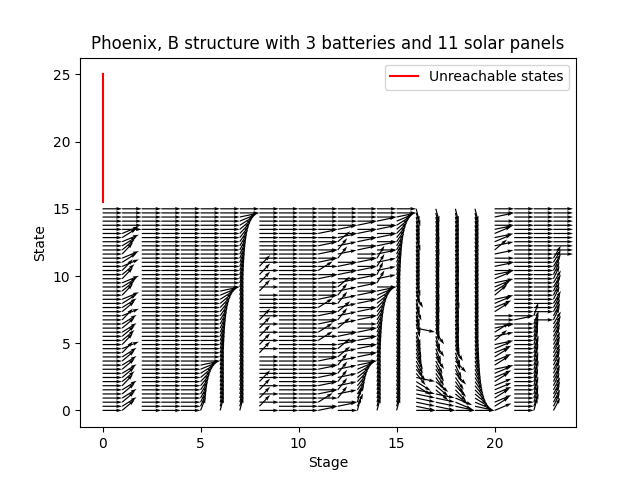 Phoenix, B structure with 3 batteries and 11 solar panels
Unreachable states
25
20
15
10
5
0
State
0 5 10 15 20
Stage